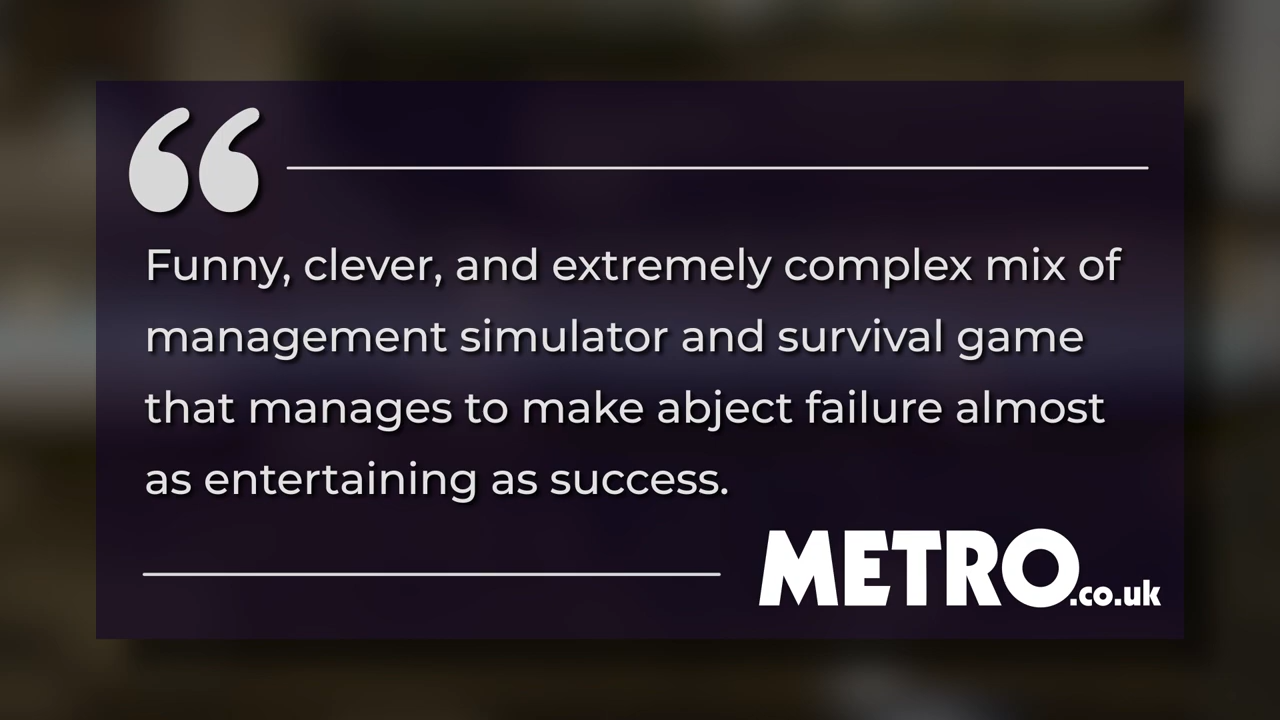 “
Funny, clever, and extremely complex mix of
management simulator and survival game
that manages to make abject failure almost
as entertaining as success.
METRO.co.uk